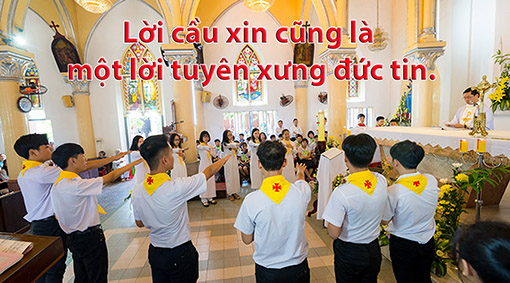 Lời cầu xin cũng là
một lời tuyên xưng đức tin.